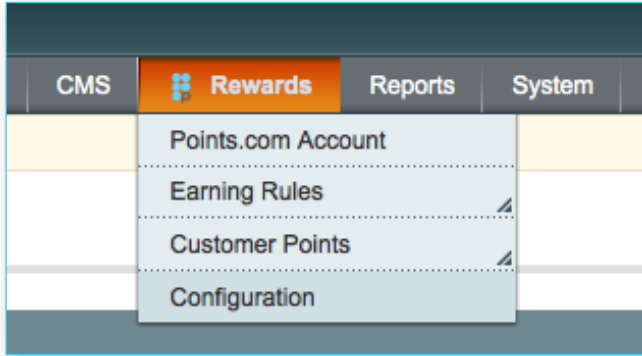 CMS Rewards Reports System
Points.com Account
Earning Rules
Customer Points
Configuration